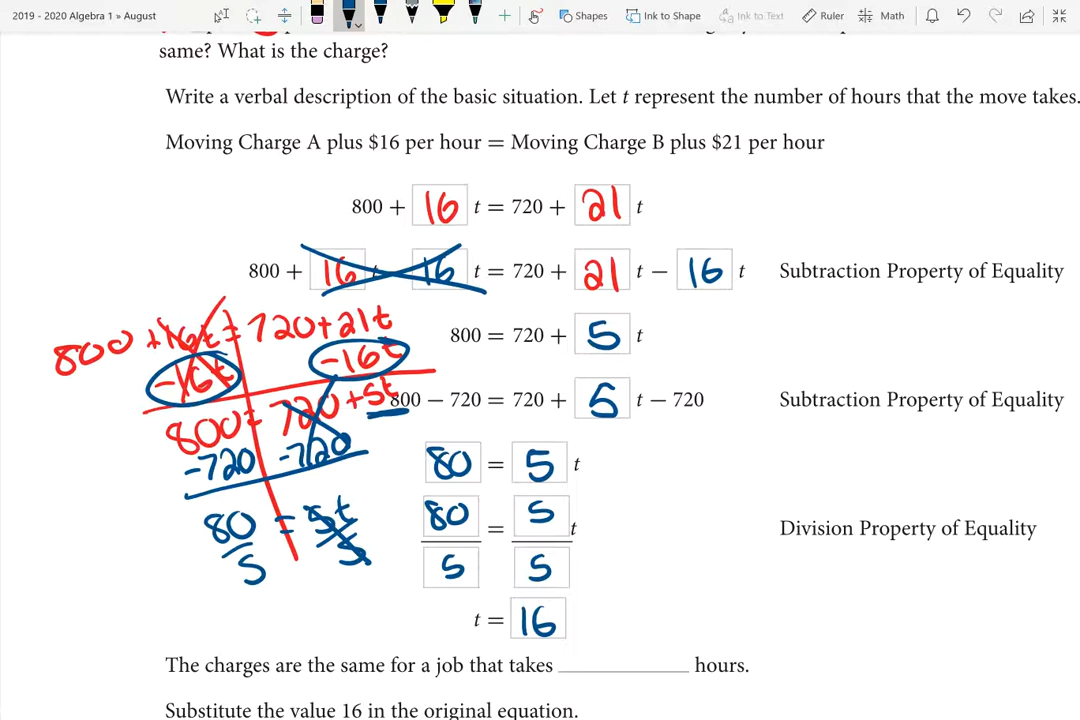 2019 - 2020 Algebra 1 » August Shapes Ink to Shape Ink to Text Ruler Math
same? What is the charge?
Write a verbal description of the basic situation. Let t represent the number of hours that the move takes.
Moving Charge A plus $16 per hour = Moving Charge B plus $21 per hour
800 + 16 t = 720 + 21 t
800 + 16 t - 16 t = 720 + 21 t − 16 t Subtraction Property of Equality
800 + 16t = 720 + 21t
800 = 720 + 5 t
-16t -16t
800 = 720 + 5t
800 − 720 = 720 + 5 t − 720 Subtraction Property of Equality
-720 -720
80 = 5 t
80 = 5t
5 5
80 = 5 t Division Property of Equality
5 5
t = 16
The charges are the same for a job that takes ____________ hours.
Substitute the value 16 in the original equation.